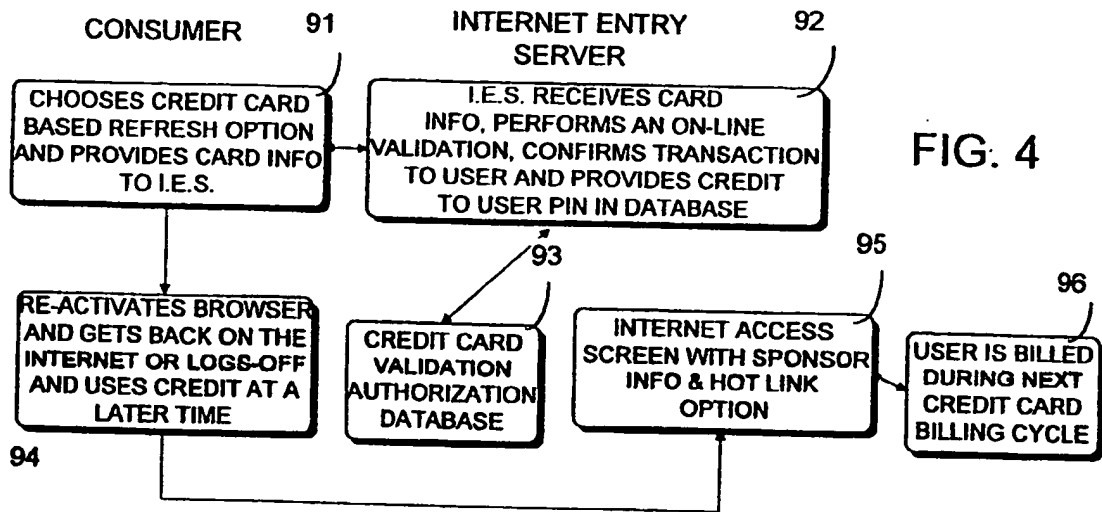 CONSUMER
91
INTERNET ENTRY
SERVER
92
CHOOSES CREDIT CARD
BASED REFRESH OPTION
AND PROVIDES CARD INFO
TO I.E.S.
I.E.S. RECEIVES CARD
INFO, PERFORMS AN ON-LINE
VALIDATION, CONFIRMS TRANSACTION
TO USER AND PROVIDES CREDIT
TO USER PIN IN DATABASE
FIG. 4
RE-ACTIVATES BROWSER
AND GETS BACK ON THE
INTERNET OR LOGS-OFF
AND USES CREDIT AT A
LATER TIME
94
93
CREDIT CARD
VALIDATION
AUTHORIZATION
DATABASE
95
INTERNET ACCESS
SCREEN WITH SPONSOR
INFO & HOT LINK
OPTION
96
USER IS BILLED
DURING NEXT
CREDIT CARD
BILLING CYCLE